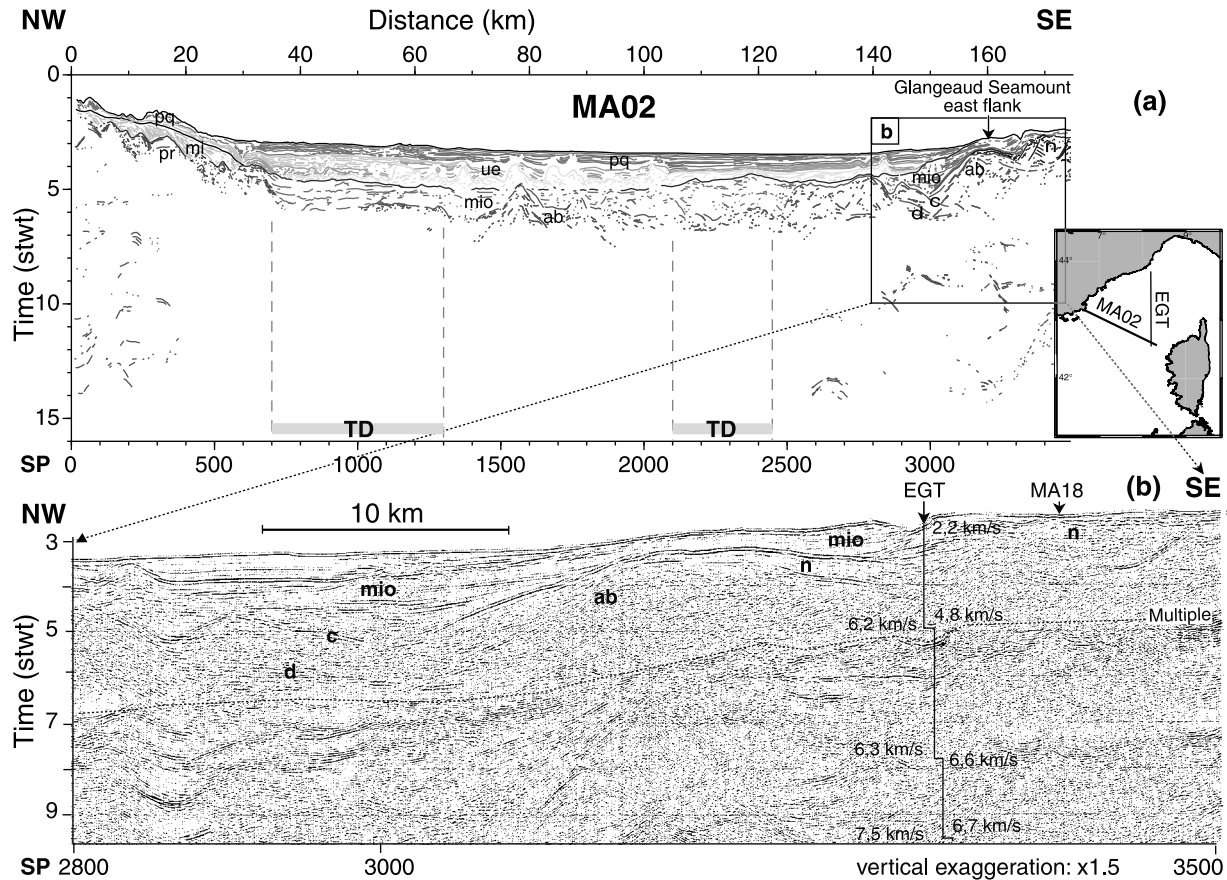 NW Distance (km) SE
0 20 40 60 80 100 120 140 160
Glangeaud Seamount
east flank
MA02
(a)
b
pq
mi
pr
ue
pq
mio
ab
mio
ab
c
d
n
Time (stwt)
0
5
10
15
TD
TD
SP 0 500 1000 1500 2000 2500 3000
44°
42°
MA02
EGT
(b)
NW
SE
10 km
EGT
MA18
Time (stwt)
3
5
7
9
mio
c
d
ab
mio
n
n
2,2 km/s
4,8 km/s
6,2 km/s
Multiple
6,3 km/s
6,6 km/s
7,5 km/s
6,7 km/s
SP 2800 3000 vertical exaggeration: x1.5 3500